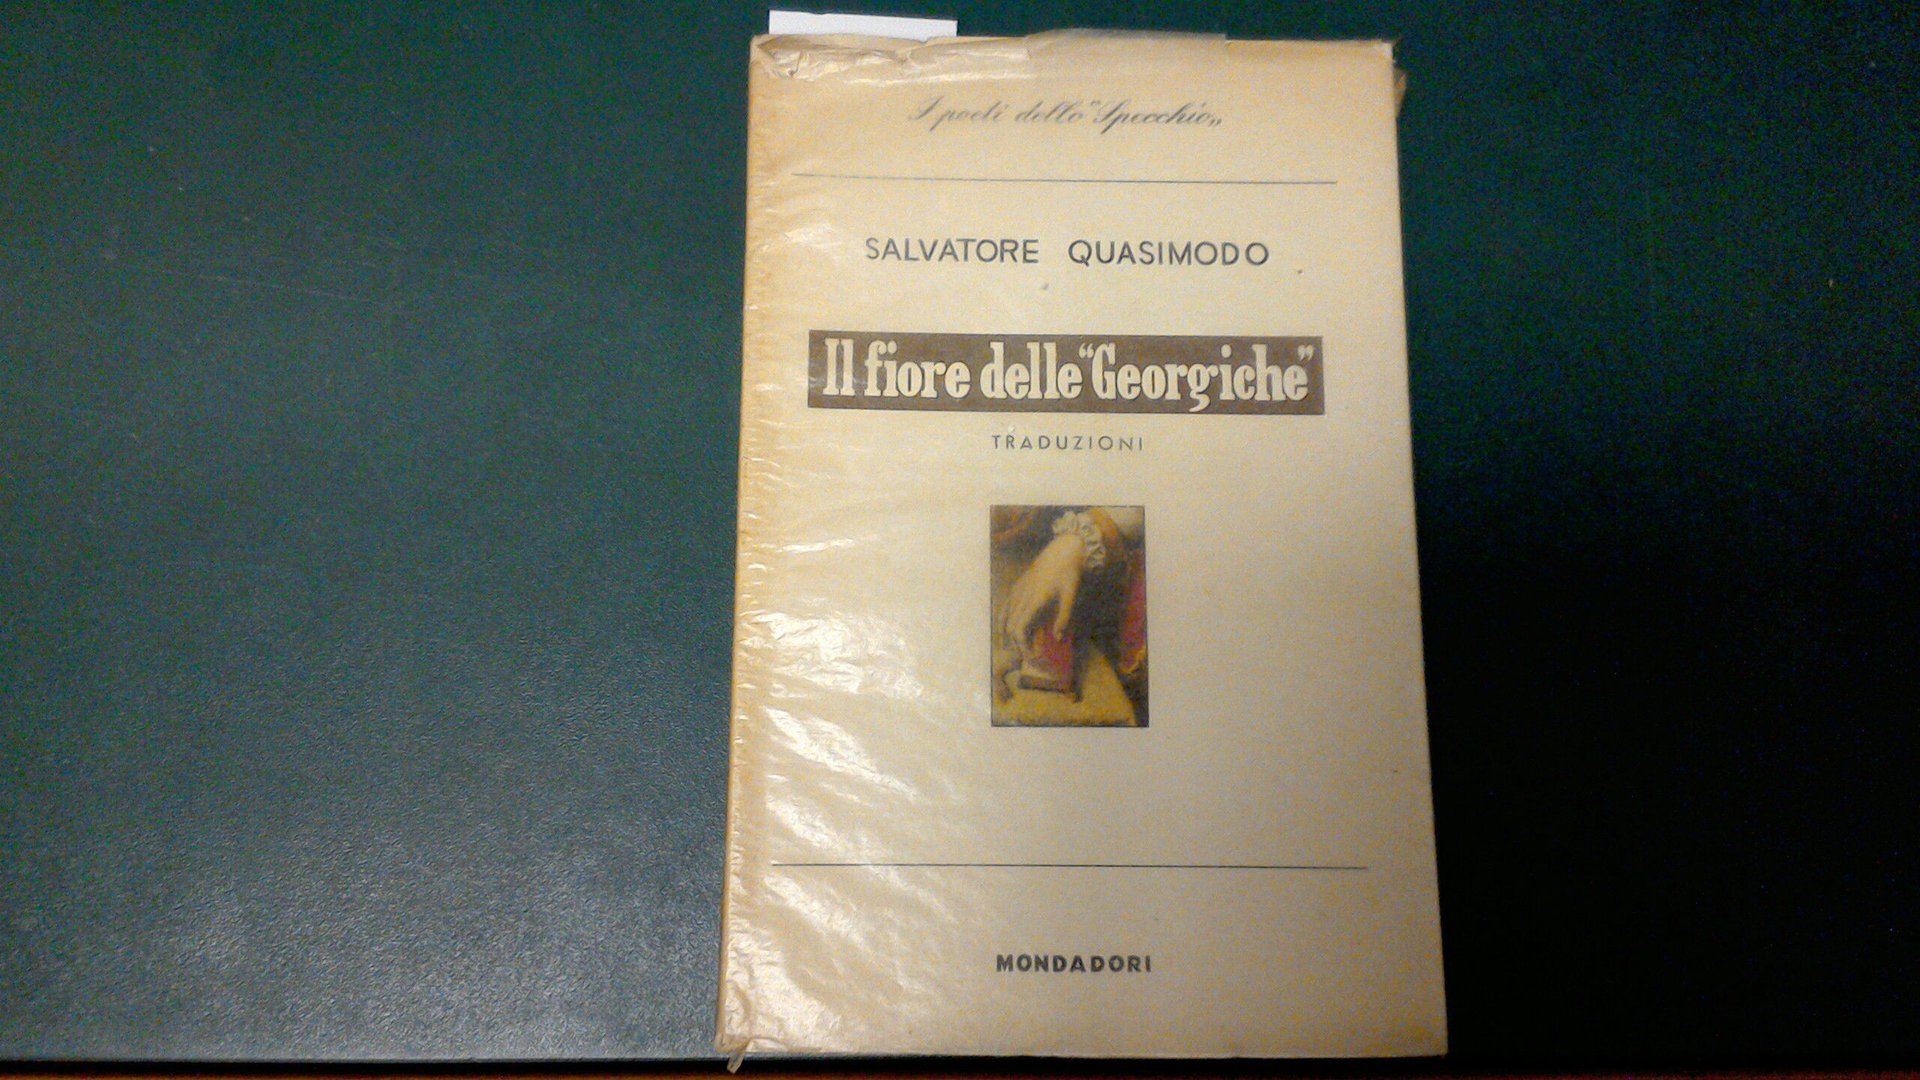 I poeti dello "Specchio„
SALVATORE QUASIMODO
Il fiore delle "Georgiche"
TRADUZIONI
MONDADORI